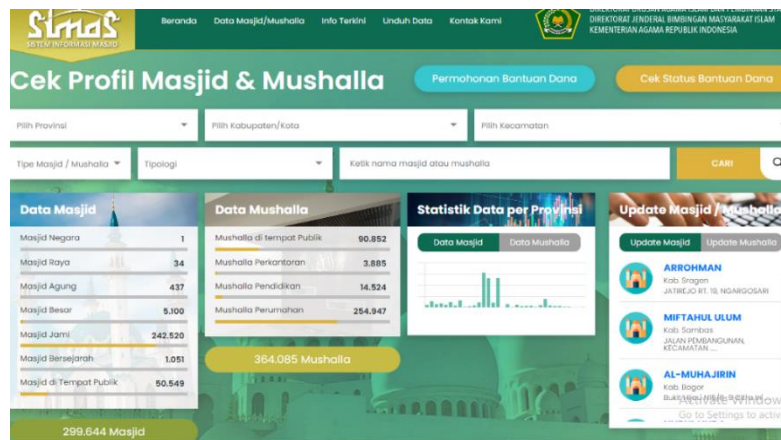 Simas
SISTEM INFORMASI MASJID
Beranda Data Masjid/Mushalla Info Terkini Unduh Data Kontak Kami
DIREKTORAT JENDERAL BIMBINGAN MASYARAKAT ISLAM
KEMENTERIAN AGAMA REPUBLIK INDONESIA
Cek Profil Masjid & Mushalla
Permohonan Bantuan Dana
Cek Status Bantuan Dana
Pilih Provinsi
Pilih Kabupaten/Kota
Pilih Kecamatan
Tipe Masjid / Mushalla
Tipologi
Ketik nama masjid atau mushalla
CARI
Data Masjid
Masjid Negara 1
Masjid Raya 34
Masjid Agung 437
Masjid Besar 5.100
Masjid Jami 242.520
Masjid Bersejarah 1.051
Masjid di Tempat Publik 50.549
299.644 Masjid
Data Mushalla
Mushalla di tempat Publik 90.852
Mushalla Perkantoran 3.885
Mushalla Pendidikan 14.524
Mushalla Perumahan 254.947
364.085 Mushalla
Statistik Data per Provinsi
Data Masjid Data Mushalla
Update Masjid / Mushalla
Update Masjid Update Mushalla
ARROHMAN
Kab. Sragen
JATIREJO RT. 19, NGARGOSARI
MIFTAHUL ULUM
Kab. Sambas
JALAN PEMBANGUNAN,
KECAMATAN ....
AL-MUHAJIRIN
Kab. Bogor
Activate Window
Go to Settings to activ